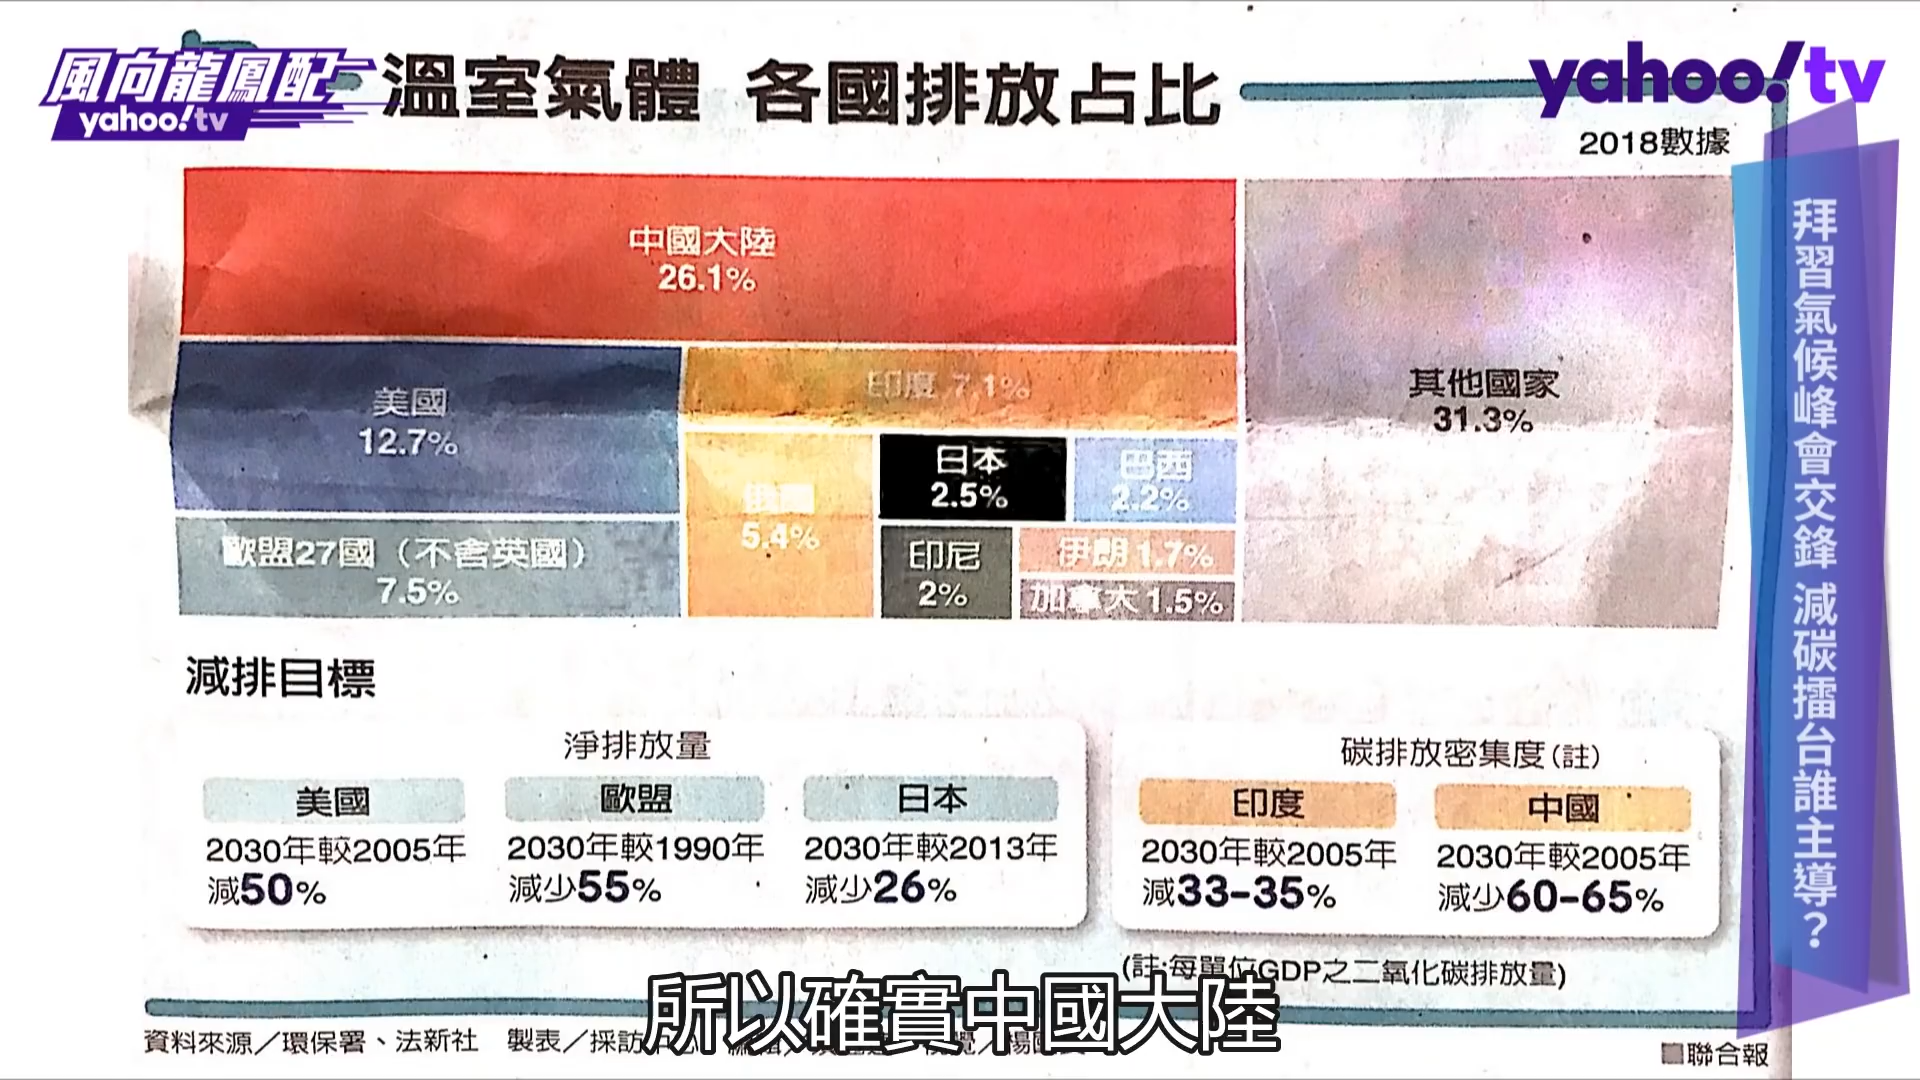 風向龍鳳配
yahoo!tv
yahoo!tv
溫室氣體 各國排放占比
2018數據
中國大陸
26.1%
美國
12.7%
印度 7.1%
歐盟27國（不含英國）
7.5%
俄國
5.4%
日本
2.5%
巴西
2.2%
印尼
2%
伊朗 1.7%
加拿大 1.5%
其他國家
31.3%
拜習氣候峰會交鋒 減碳擂台誰主導？
減排目標
淨排放量
美國
2030年較2005年
減50%
歐盟
2030年較1990年
減少55%
日本
2030年較2013年
減少26%
碳排放密集度(註)
印度
2030年較2005年
減33-35%
中國
2030年較2005年
減少60-65%
(註:每單位GDP之二氧化碳排放量)
所以確實中國大陸
資料來源／環保署、法新社 製表／採訪
聯合報